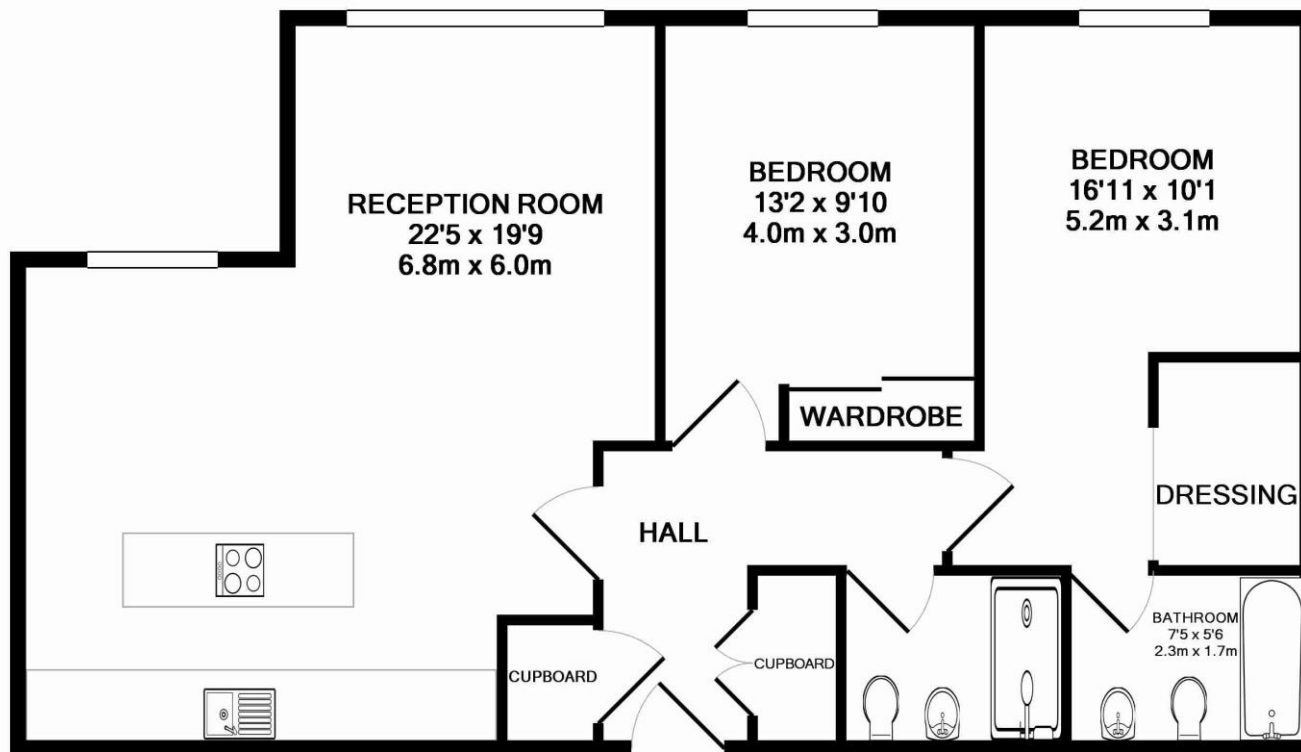 RECEPTION ROOM
22'5 x 19'9
6.8m x 6.0m
BEDROOM
13'2 x 9'10
4.0m x 3.0m
BEDROOM
16'11 x 10'1
5.2m x 3.1m
WARDROBE
DRESSING
HALL
CUPBOARD
CUPBOARD
BATHROOM
7'5 x 5'6
2.3m x 1.7m